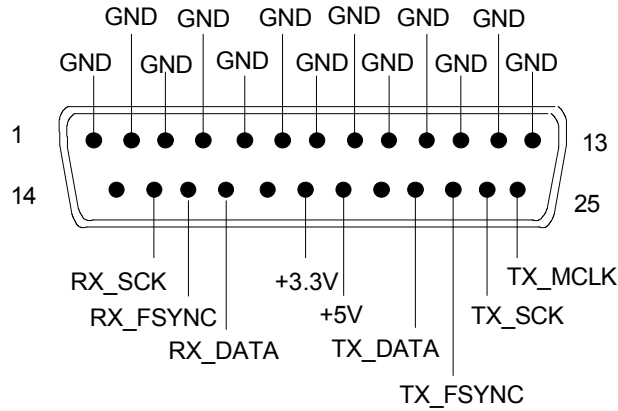 GND GND GND GND GND GND
GND GND GND GND GND GND GND
1 13
14 25
RX_SCK +3.3V TX_MCLK
RX_FSYNC +5V TX_SCK
RX_DATA TX_DATA
TX_FSYNC